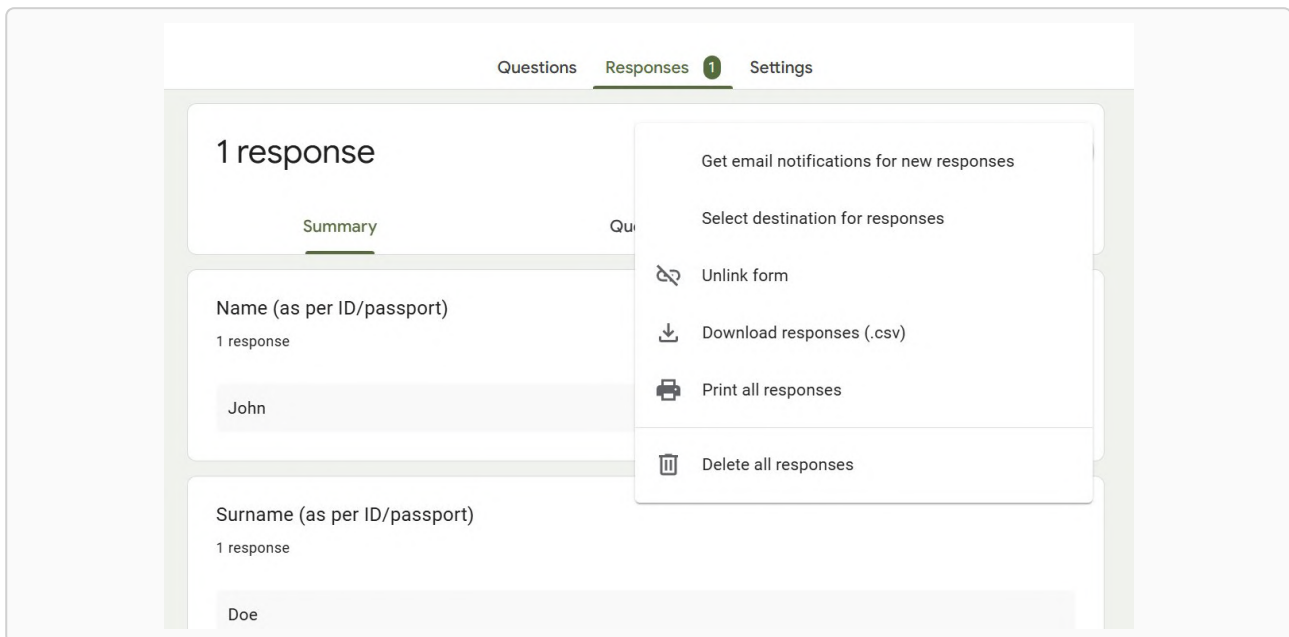 Questions Responses 1 Settings
1 response
Summary
Get email notifications for new responses
Select destination for responses
Unlink form
Download responses (.csv)
Print all responses
Delete all responses
Name (as per ID/passport)
1 response
John
Surname (as per ID/passport)
1 response
Doe